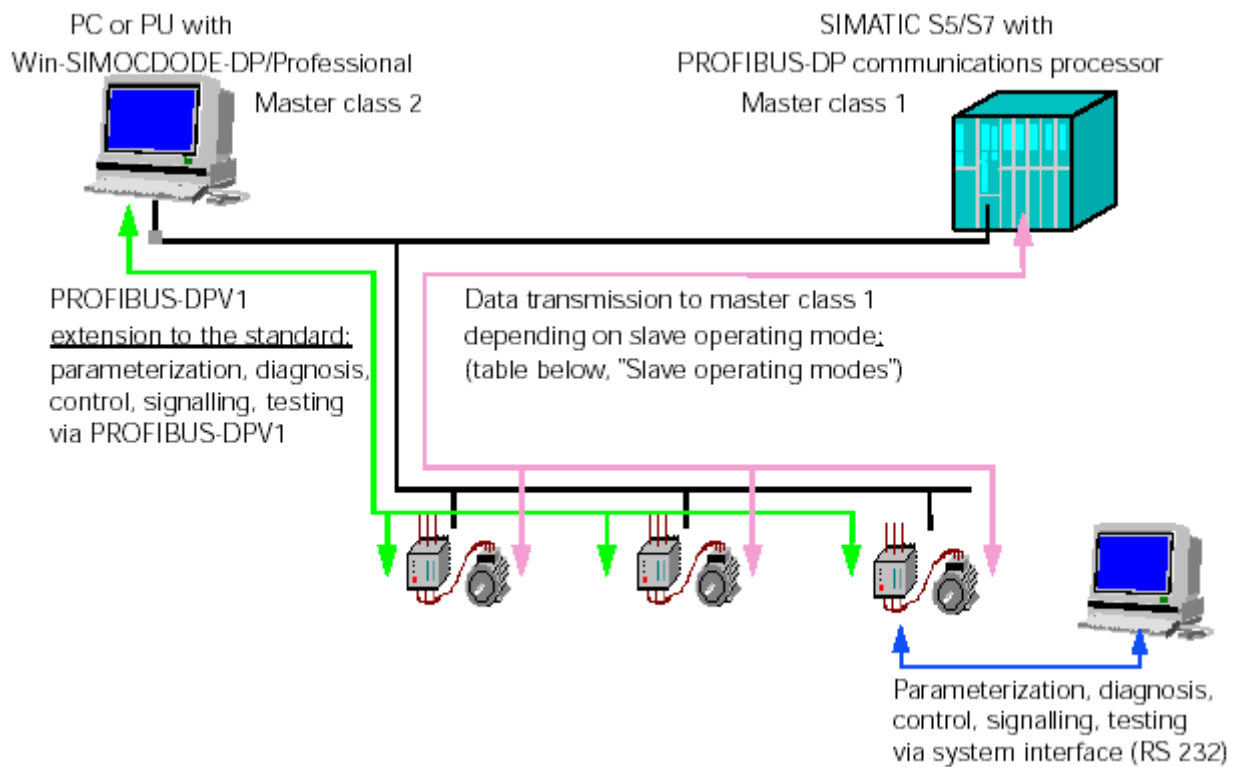 PC or PU with
Win-SIMOCDODE-DP/Professional
Master class 2
SIMATIC S5/S7 with
PROFIBUS-DP communications processor
Master class 1
PROFIBUS-DPV1
extension to the standard:
parameterization, diagnosis,
control, signalling, testing
via PROFIBUS-DPV1
Data transmission to master class 1
depending on slave operating mode:
(table below, "Slave operating modes")
Parameterization, diagnosis,
control, signalling, testing
via system interface (RS 232)